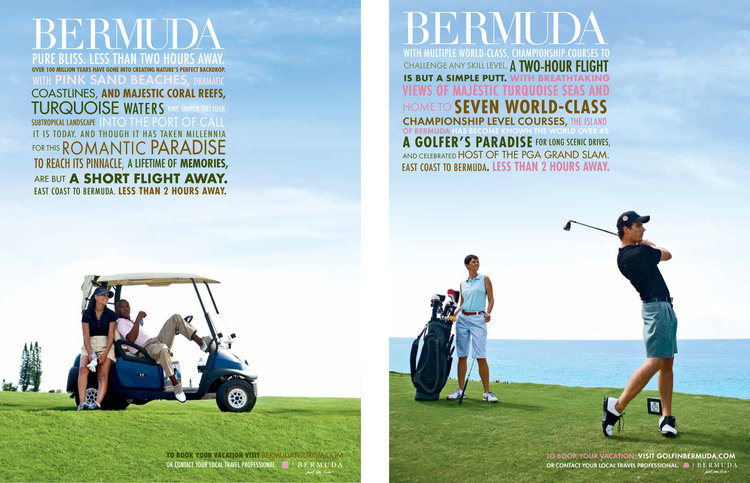 BERMUDA
PURE BLISS. LESS THAN TWO HOURS AWAY.
OVER 100 MILLION YEARS HAVE GONE INTO CREATING NATURE'S PERFECT BACKDROP.
WITH PINK SAND BEACHES, DRAMATIC
COASTLINES, AND MAJESTIC CORAL REEFS,
TURQUOISE WATERS HAVE SHAPED THIS LUSH,
SUBTROPICAL LANDSCAPE INTO THE PORT OF CALL
IT IS TODAY. AND THOUGH IT HAS TAKEN MILLENNIA
FOR THIS ROMANTIC PARADISE
TO REACH ITS PINNACLE, A LIFETIME OF MEMORIES,
ARE BUT A SHORT FLIGHT AWAY.
EAST COAST TO BERMUDA. LESS THAN 2 HOURS AWAY.
TO BOOK YOUR VACATION VISIT BERMUDATOURISM.COM
OR CONTACT YOUR LOCAL TRAVEL PROFESSIONAL. BERMUDA
BERMUDA
WITH MULTIPLE WORLD-CLASS, CHAMPIONSHIP COURSES TO
CHALLENGE ANY SKILL LEVEL, A TWO-HOUR FLIGHT
IS BUT A SIMPLE PUTT. WITH BREATHTAKING
VIEWS OF MAJESTIC TURQUOISE SEAS AND
HOME TO SEVEN WORLD-CLASS
CHAMPIONSHIP LEVEL COURSES, THE ISLAND
OF BERMUDA HAS BECOME KNOWN THE WORLD OVER AS
A GOLFER'S PARADISE FOR LONG SCENIC DRIVES,
AND CELEBRATED HOST OF THE PGA GRAND SLAM.
EAST COAST TO BERMUDA. LESS THAN 2 HOURS AWAY.
TO BOOK YOUR VACATION: VISIT GOLFINBERMUDA.COM
OR CONTACT YOUR LOCAL TRAVEL PROFESSIONAL. BERMUDA